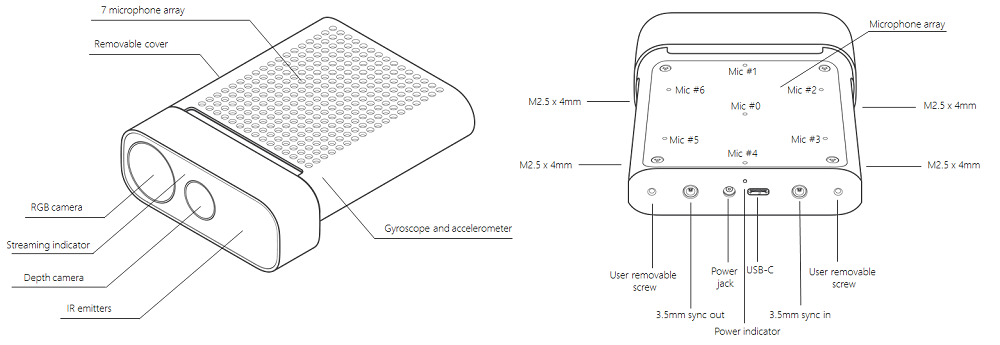 7 microphone array
Removable cover
RGB camera
Streaming indicator
Depth camera
IR emitters
Gyroscope and accelerometer
Microphone array
Mic #1
Mic #6
Mic #2
Mic #0
M2.5 x 4mm
M2.5 x 4mm
Mic #5
Mic #3
Mic #4
M2.5 x 4mm
M2.5 x 4mm
User removable
screw
Power
jack
USB-C
User removable
screw
3.5mm sync out
3.5mm sync in
Power indicator